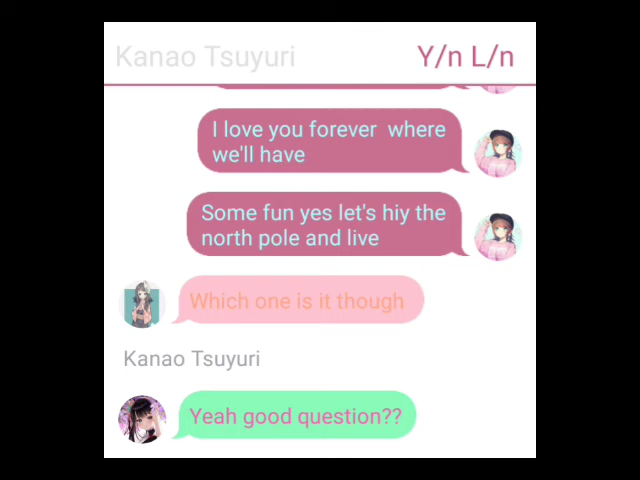 Kanao Tsuyuri Y/n L/n
I love you forever where
we'll have
Some fun yes let's hiy the
north pole and live
Which one is it though
Kanao Tsuyuri
Yeah good question??